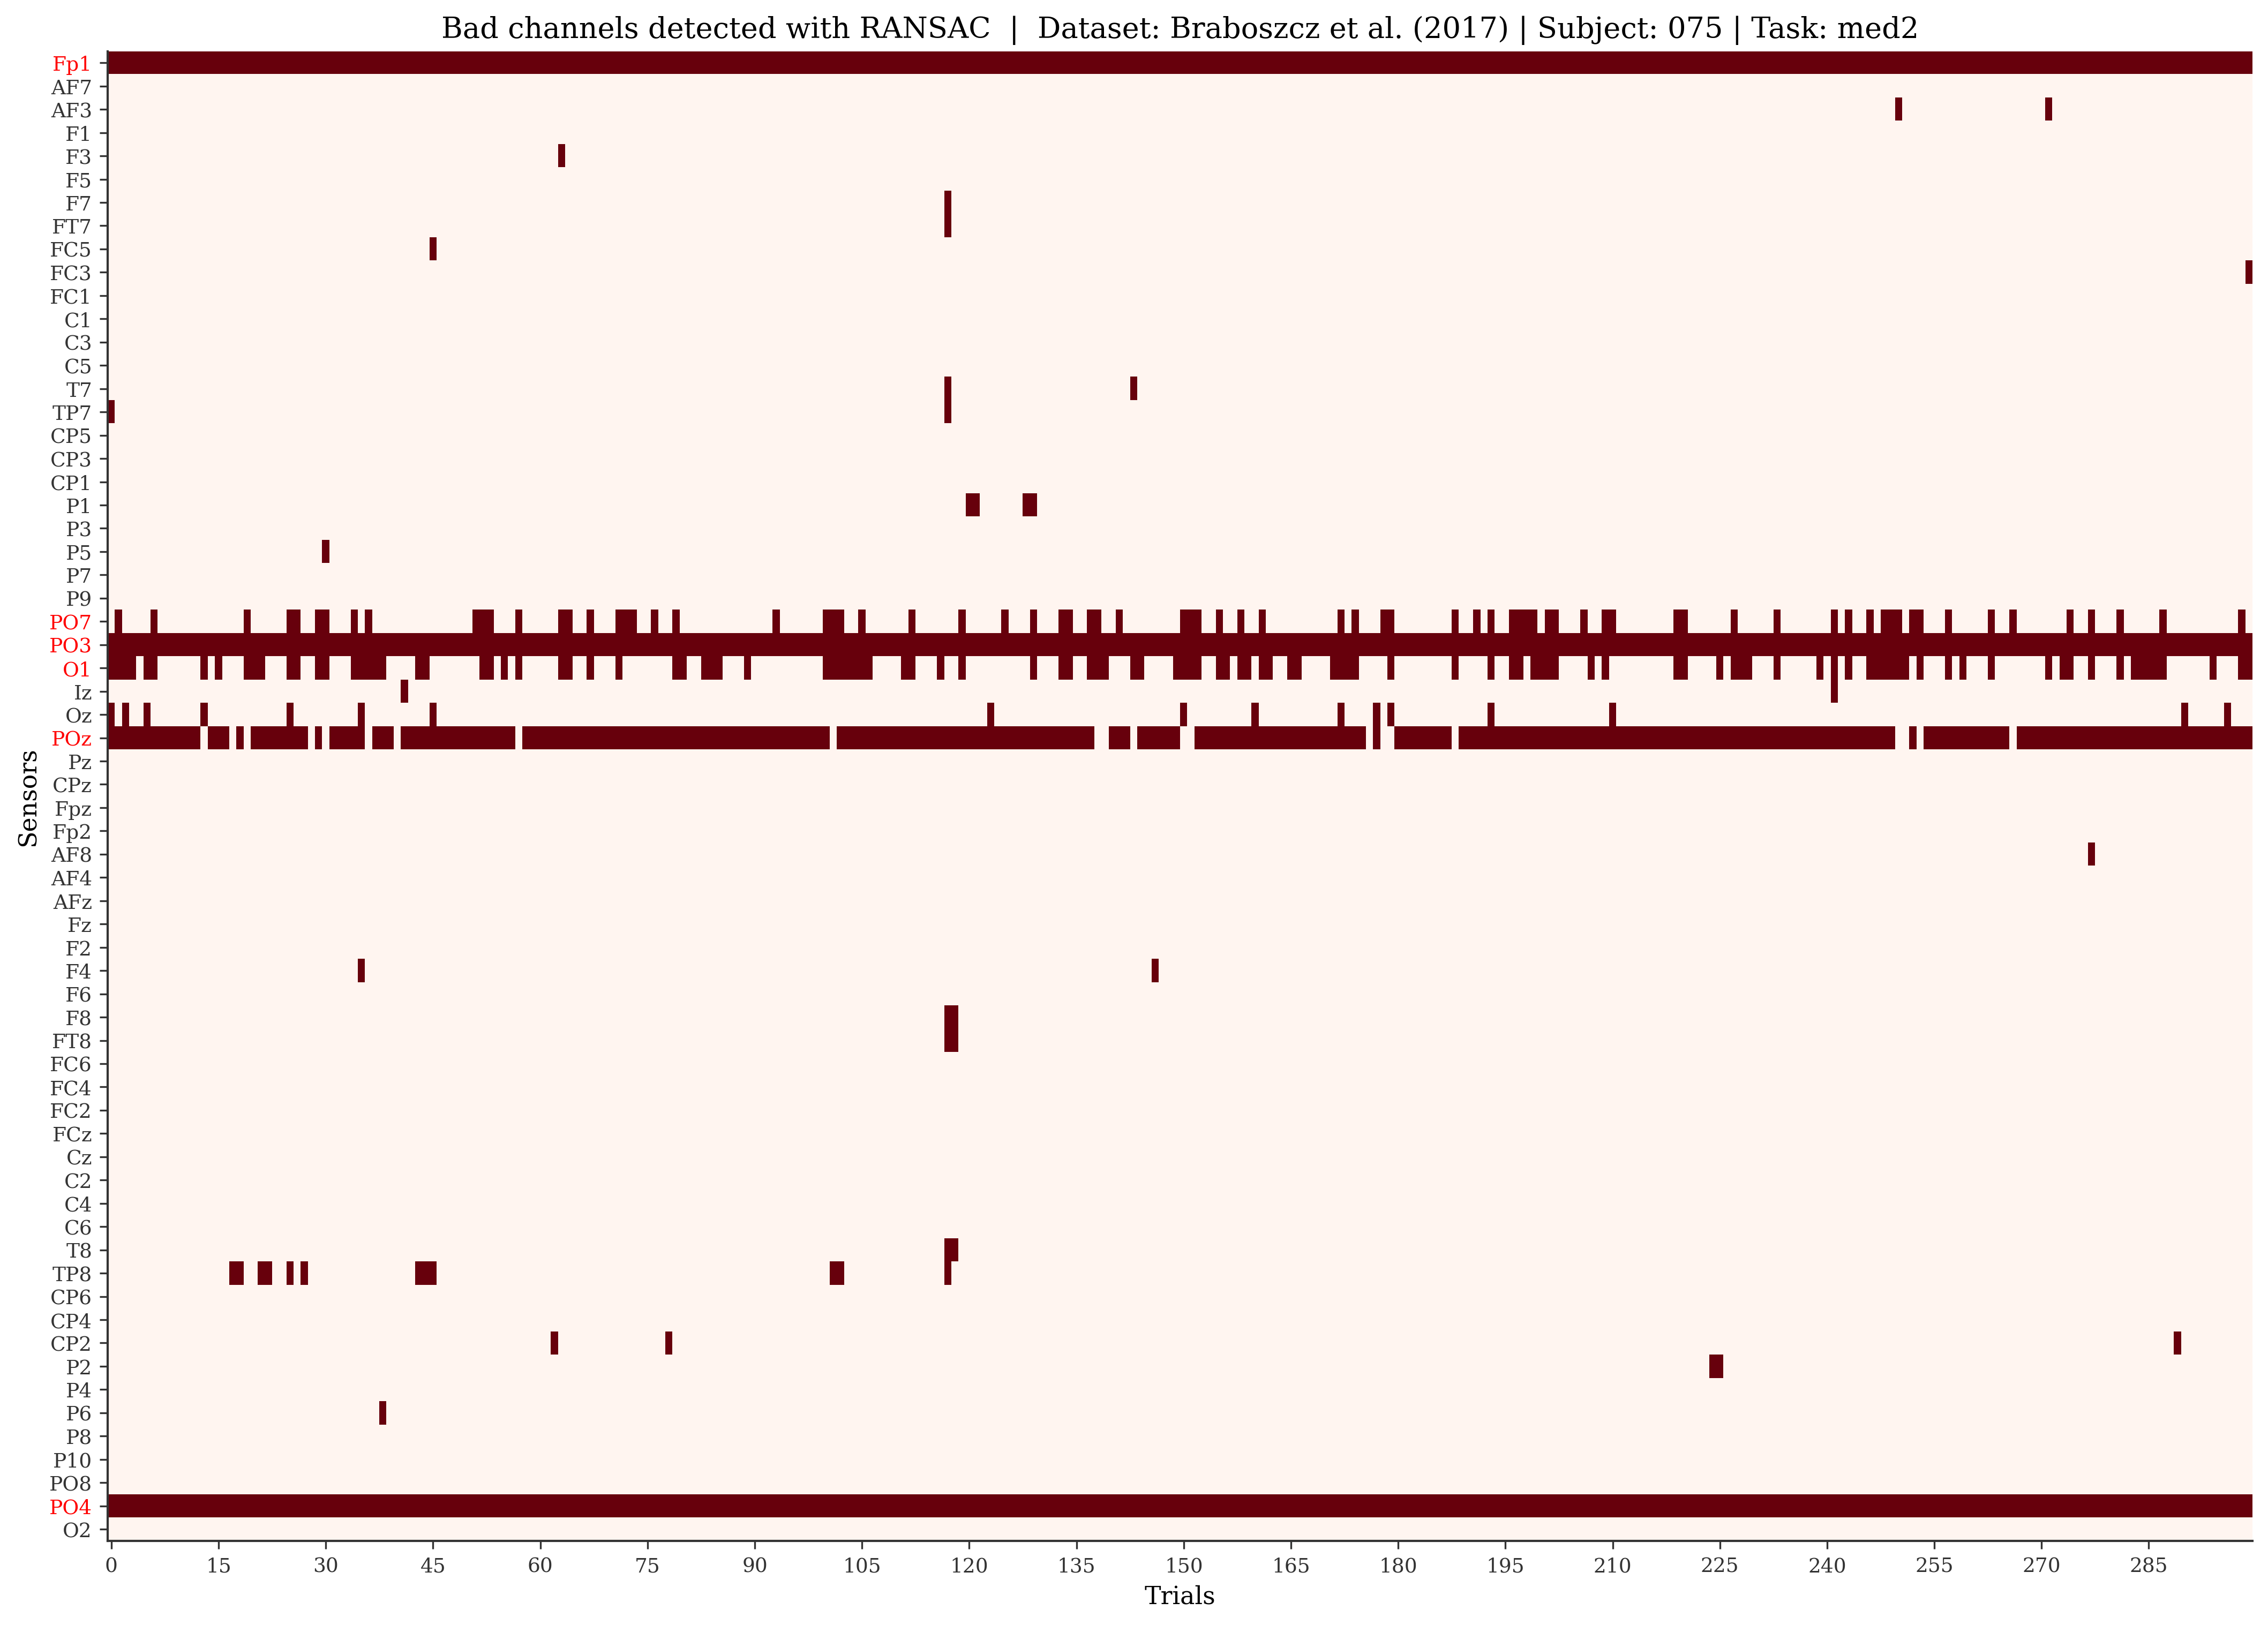 Bad channels detected with RANSAC | Dataset: Braboszcz et al. (2017) | Subject: 075 | Task: med2
Sensors
Fp1
AF7
AF3
F1
F3
F5
F7
FT7
FC5
FC3
FC1
C1
C3
C5
T7
TP7
CP5
CP3
CP1
P1
P3
P5
P7
P9
PO7
PO3
O1
Iz
Oz
POz
Pz
CPz
Fpz
Fp2
AF8
AF4
AFz
Fz
F2
F4
F6
F8
FT8
FC6
FC4
FC2
FCz
Cz
C2
C4
C6
T8
TP8
CP6
CP4
CP2
P2
P4
P6
P8
P10
PO8
PO4
O2
0 15 30 45 60 75 90 105 120 135 150 165 180 195 210 225 240 255 270 285
Trials